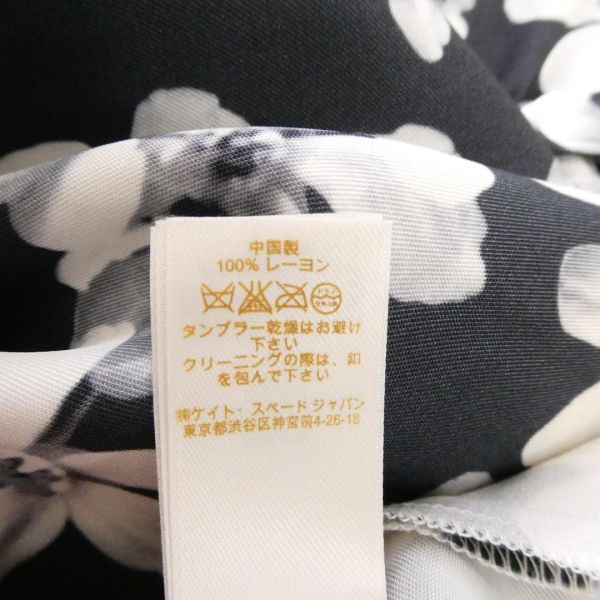 中国製
100% レーヨン
タンブラー乾燥はお避け
下さい
クリーニングの際は、釦
を包んで下さい
㈱ケイト・スペード ジャパン
東京都渋谷区神宮前4-26-18